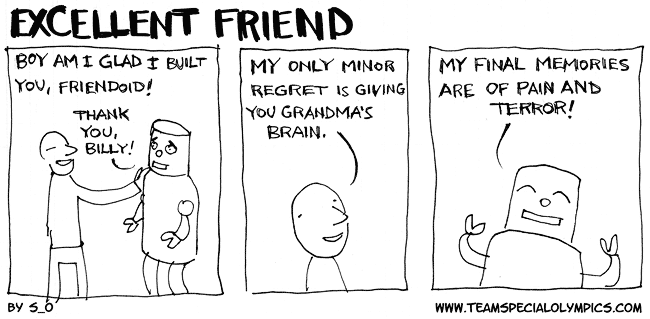 EXCELLENT FRIEND
BOY AM I GLAD I BUILT
YOU, FRIENDOID!
THANK
YOU,
BILLY!
MY ONLY MINOR
REGRET IS GIVING
YOU GRANDMA'S
BRAIN.
MY FINAL MEMORIES
ARE OF PAIN AND
TERROR!
BY S_O
WWW.TEAMSPECIALOLYMPICS.COM